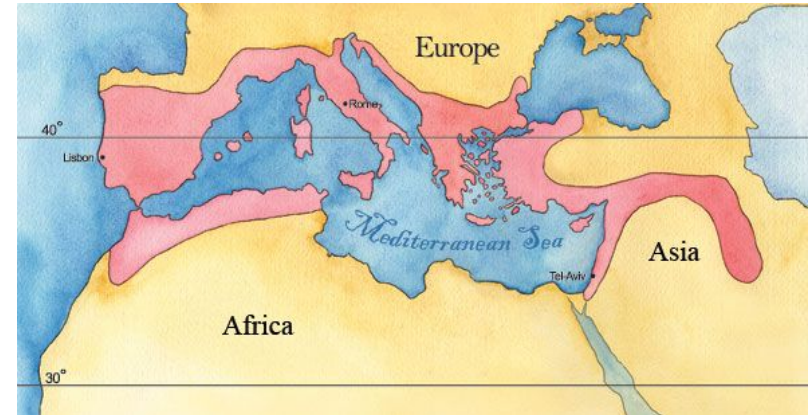 Europe
Rome
40°
Lisbon
Mediterranean Sea
Asia
Tel-Aviv
Africa
30°